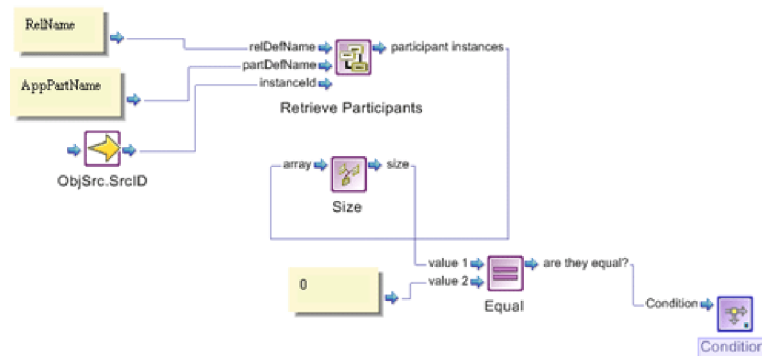 RelName
relDefName
participant instances
partDefName
AppPartName
instanceId
Retrieve Participants
ObjSrc.SrcID
array
size
Size
value 1
are they equal?
0
value 2
Equal
Condition
Condition